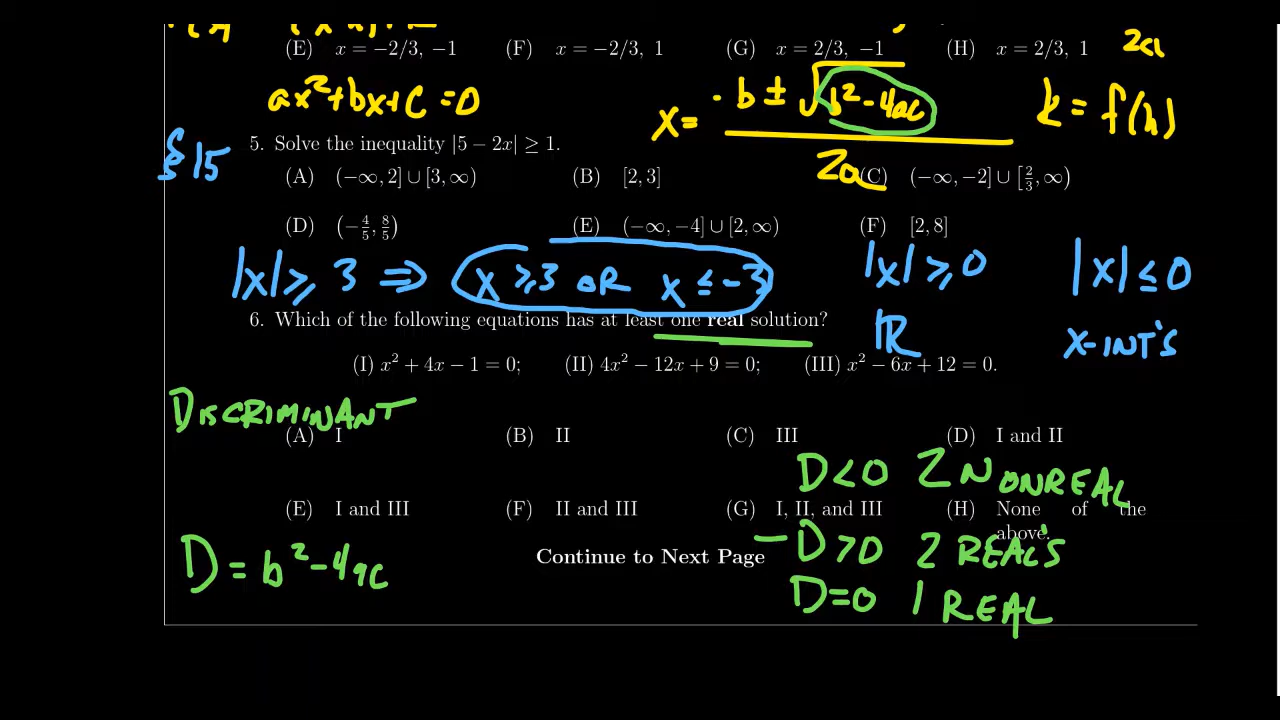 (E) x = −2/3, −1 (F) x = −2/3, 1 (G) x = 2/3, −1 (H) x = 2/3, 1 2a
ax²+bx+c=0
x = -b ± √b²-4ac / 2a
k = f(h)
§15
5. Solve the inequality |5 − 2x| ≥ 1.
(A) (−∞, 2] ∪ [3, ∞) (B) [2, 3] (C) (−∞, −2] ∪ [2/3, ∞)
(D) (−4/5, 8/5) (E) (−∞, −4] ∪ [2, ∞) (F) [2, 8]
|x| ≥ 3 ⇒ x ≥ 3 OR x ≤ -3 |x| ≥ 0 |x| ≤ 0
ℝ X-INT'S
6. Which of the following equations has at least one real solution?
(I) x² + 4x − 1 = 0; (II) 4x² − 12x + 9 = 0; (III) x² − 6x + 12 = 0.
DISCRIMINANT
(A) I (B) II (C) III (D) I and II
D<0 2 NONREAL
(E) I and III (F) II and III (G) I, II, and III (H) None of the above.
D = b²-4ac
Continue to Next Page
D>0 2 REAL'S
D=0 1 REAL